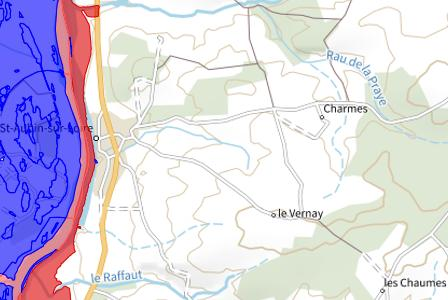 Rau de la Praye
Charmes
St-Aubin-sur-Loire
le Vernay
le Raffaut
les Chaumes